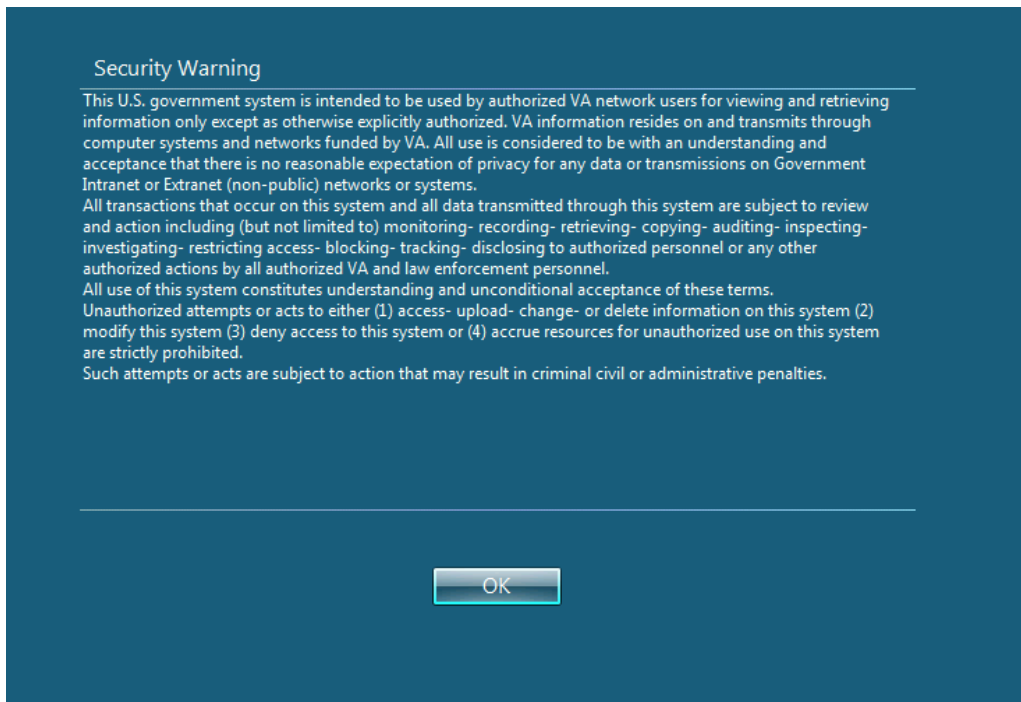 Security Warning
This U.S. government system is intended to be used by authorized VA network users for viewing and retrieving
information only except as otherwise explicitly authorized. VA information resides on and transmits through
computer systems and networks funded by VA. All use is considered to be with an understanding and
acceptance that there is no reasonable expectation of privacy for any data or transmissions on Government
Intranet or Extranet (non-public) networks or systems.
All transactions that occur on this system and all data transmitted through this system are subject to review
and action including (but not limited to) monitoring- recording- retrieving- copying- auditing- inspecting-
investigating- restricting access- blocking- tracking- disclosing to authorized personnel or any other
authorized actions by all authorized VA and law enforcement personnel.
All use of this system constitutes understanding and unconditional acceptance of these terms.
Unauthorized attempts or acts to either (1) access- upload- change- or delete information on this system (2)
modify this system (3) deny access to this system or (4) accrue resources for unauthorized use on this system
are strictly prohibited.
Such attempts or acts are subject to action that may result in criminal civil or administrative penalties.
OK